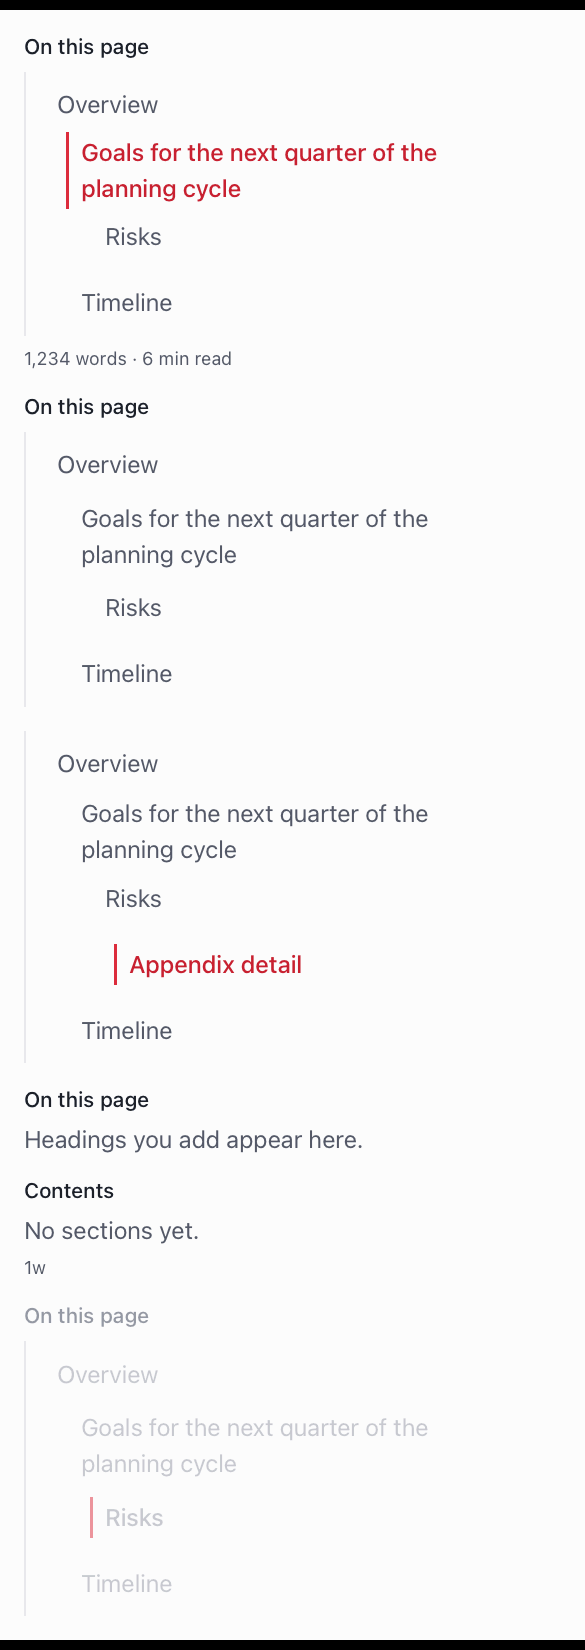 On this page
Overview
Goals for the next quarter of the
planning cycle
Risks
Timeline
1,234 words · 6 min read
On this page
Overview
Goals for the next quarter of the
planning cycle
Risks
Timeline
Overview
Goals for the next quarter of the
planning cycle
Risks
Appendix detail
Timeline
On this page
Headings you add appear here.
Contents
No sections yet.
1w
On this page
Overview
Goals for the next quarter of the
planning cycle
Risks
Timeline